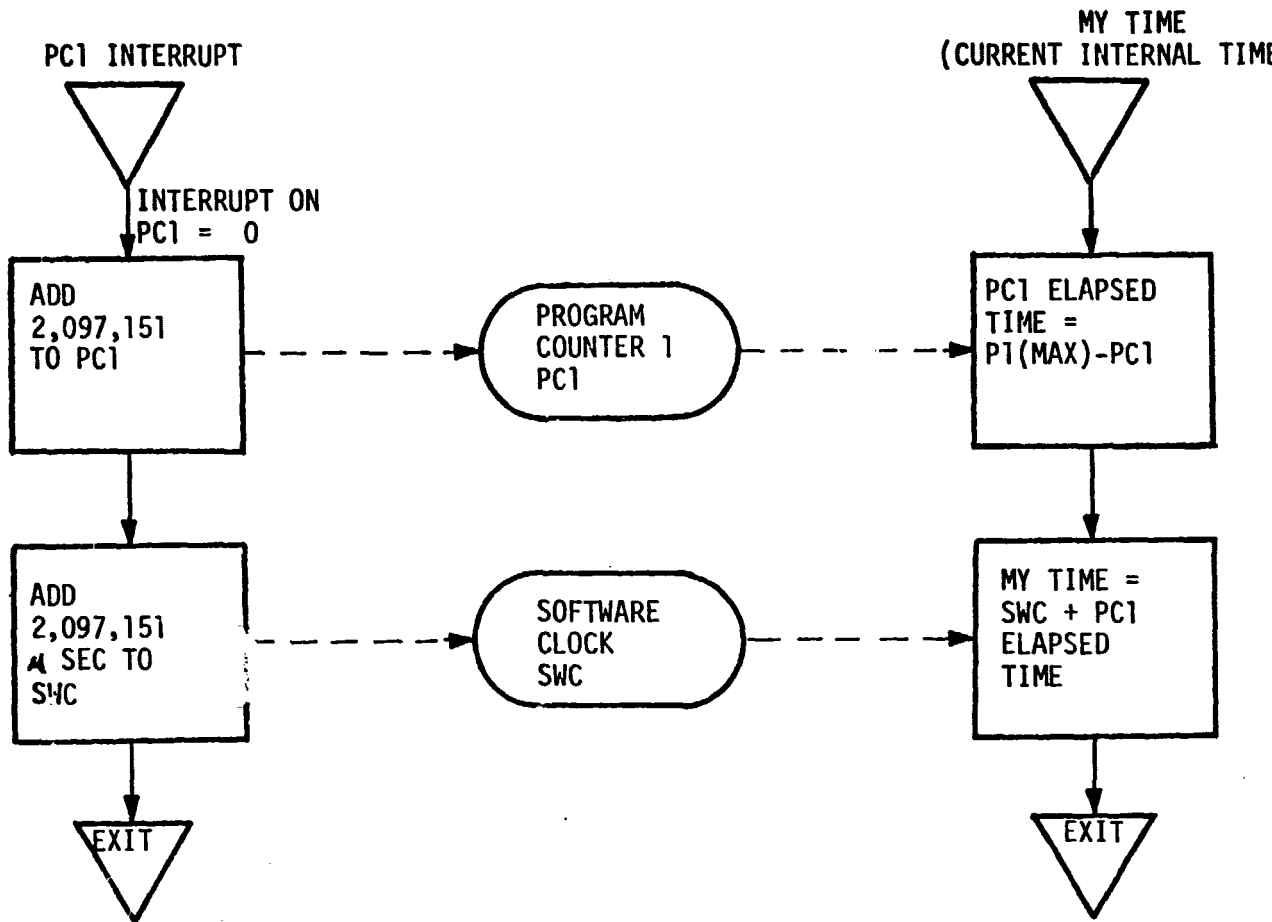 PC1 INTERRUPT
INTERRUPT ON
PC1 = 0
ADD
2,097,151
TO PC1
ADD
2,097,151
μ SEC TO
SWC
EXIT
PROGRAM
COUNTER 1
PC1
SOFTWARE
CLOCK
SWC
MY TIME
(CURRENT INTERNAL TIME
PC1 ELAPSED
TIME =
P1(MAX)-PC1
MY TIME =
SWC + PC1
ELAPSED
TIME
EXIT